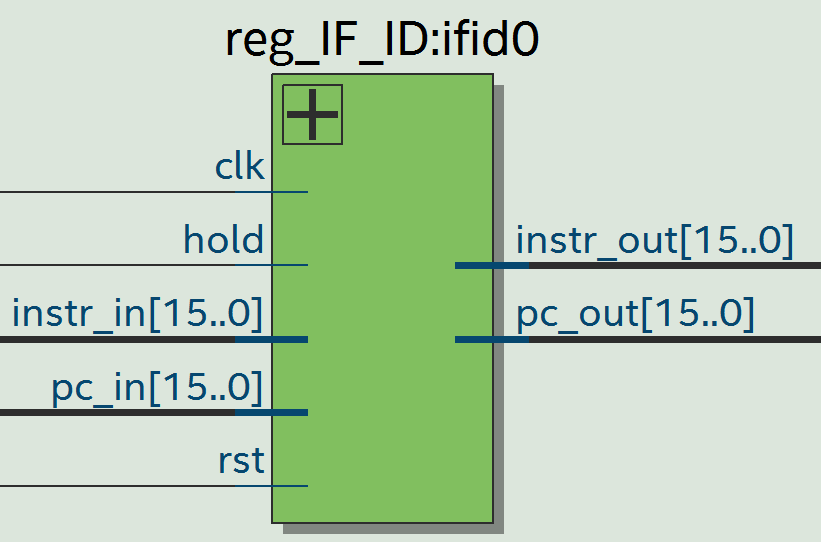 reg_IF_ID:ifid0
clk
hold
instr_in[15..0]
pc_in[15..0]
rst
instr_out[15..0]
pc_out[15..0]